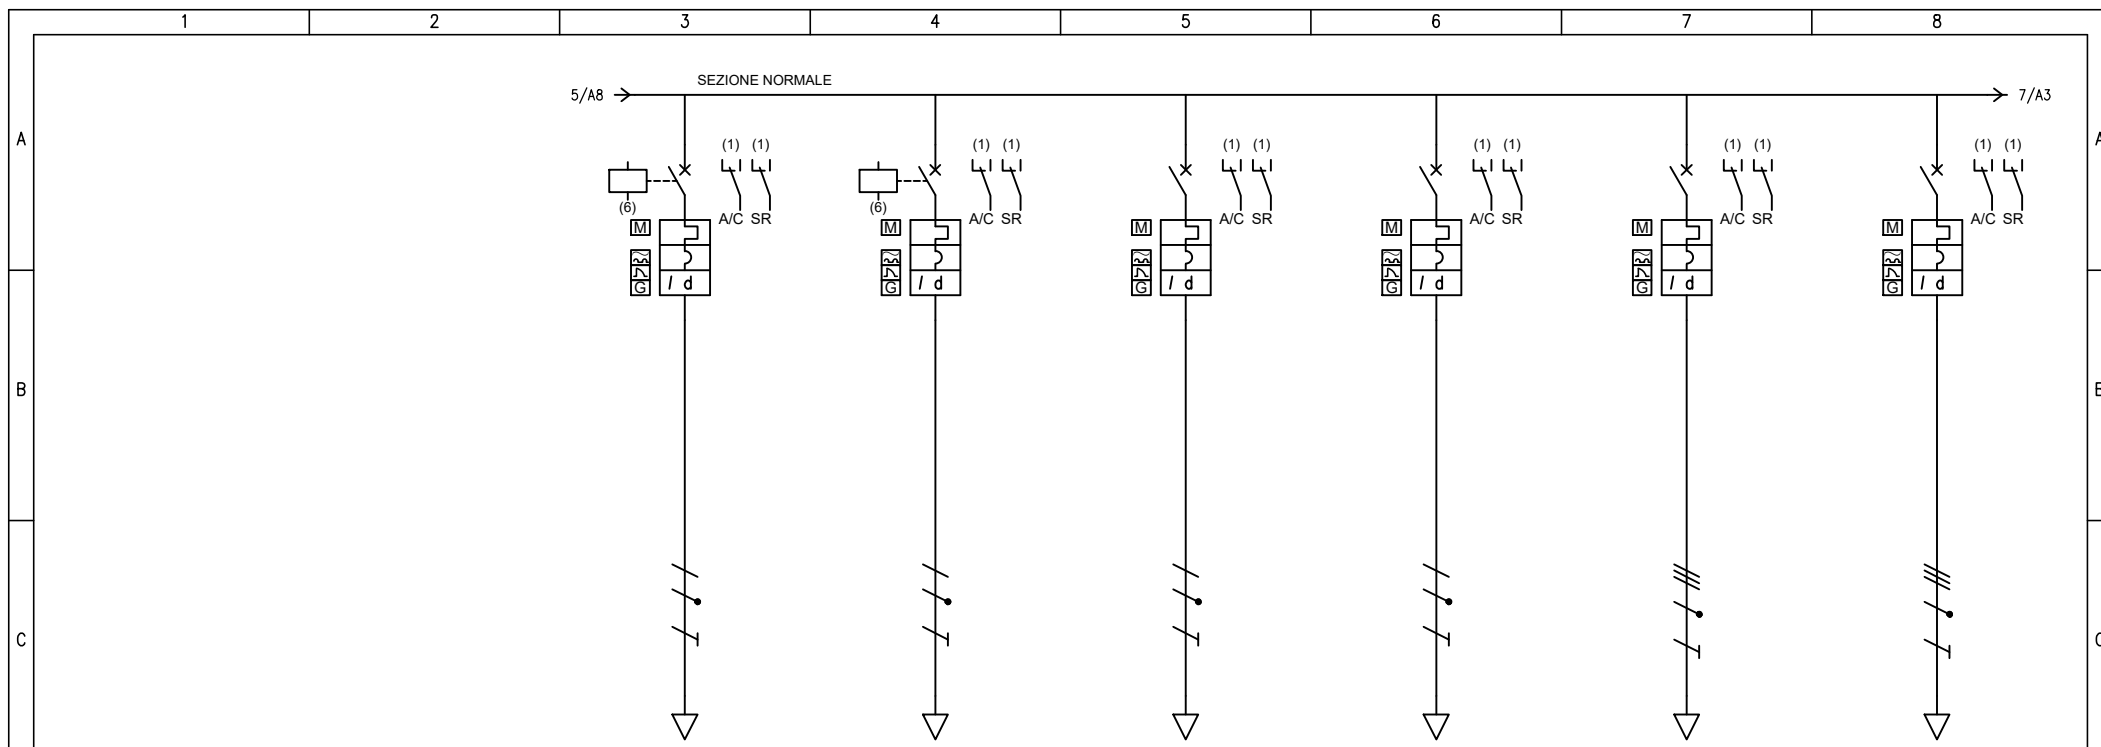 1 2 3 4 5 6 7 8
SEZIONE NORMALE
5/A8 7/A3
A A
(1) (1) (1) (1) (1) (1) (1) (1) (1) (1) (1) (1)
(6) (6)
A/C SR A/C SR A/C SR A/C SR A/C SR A/C SR
M M M M M M
I d I d I d I d I d I d
G G G G G G
B B
C C